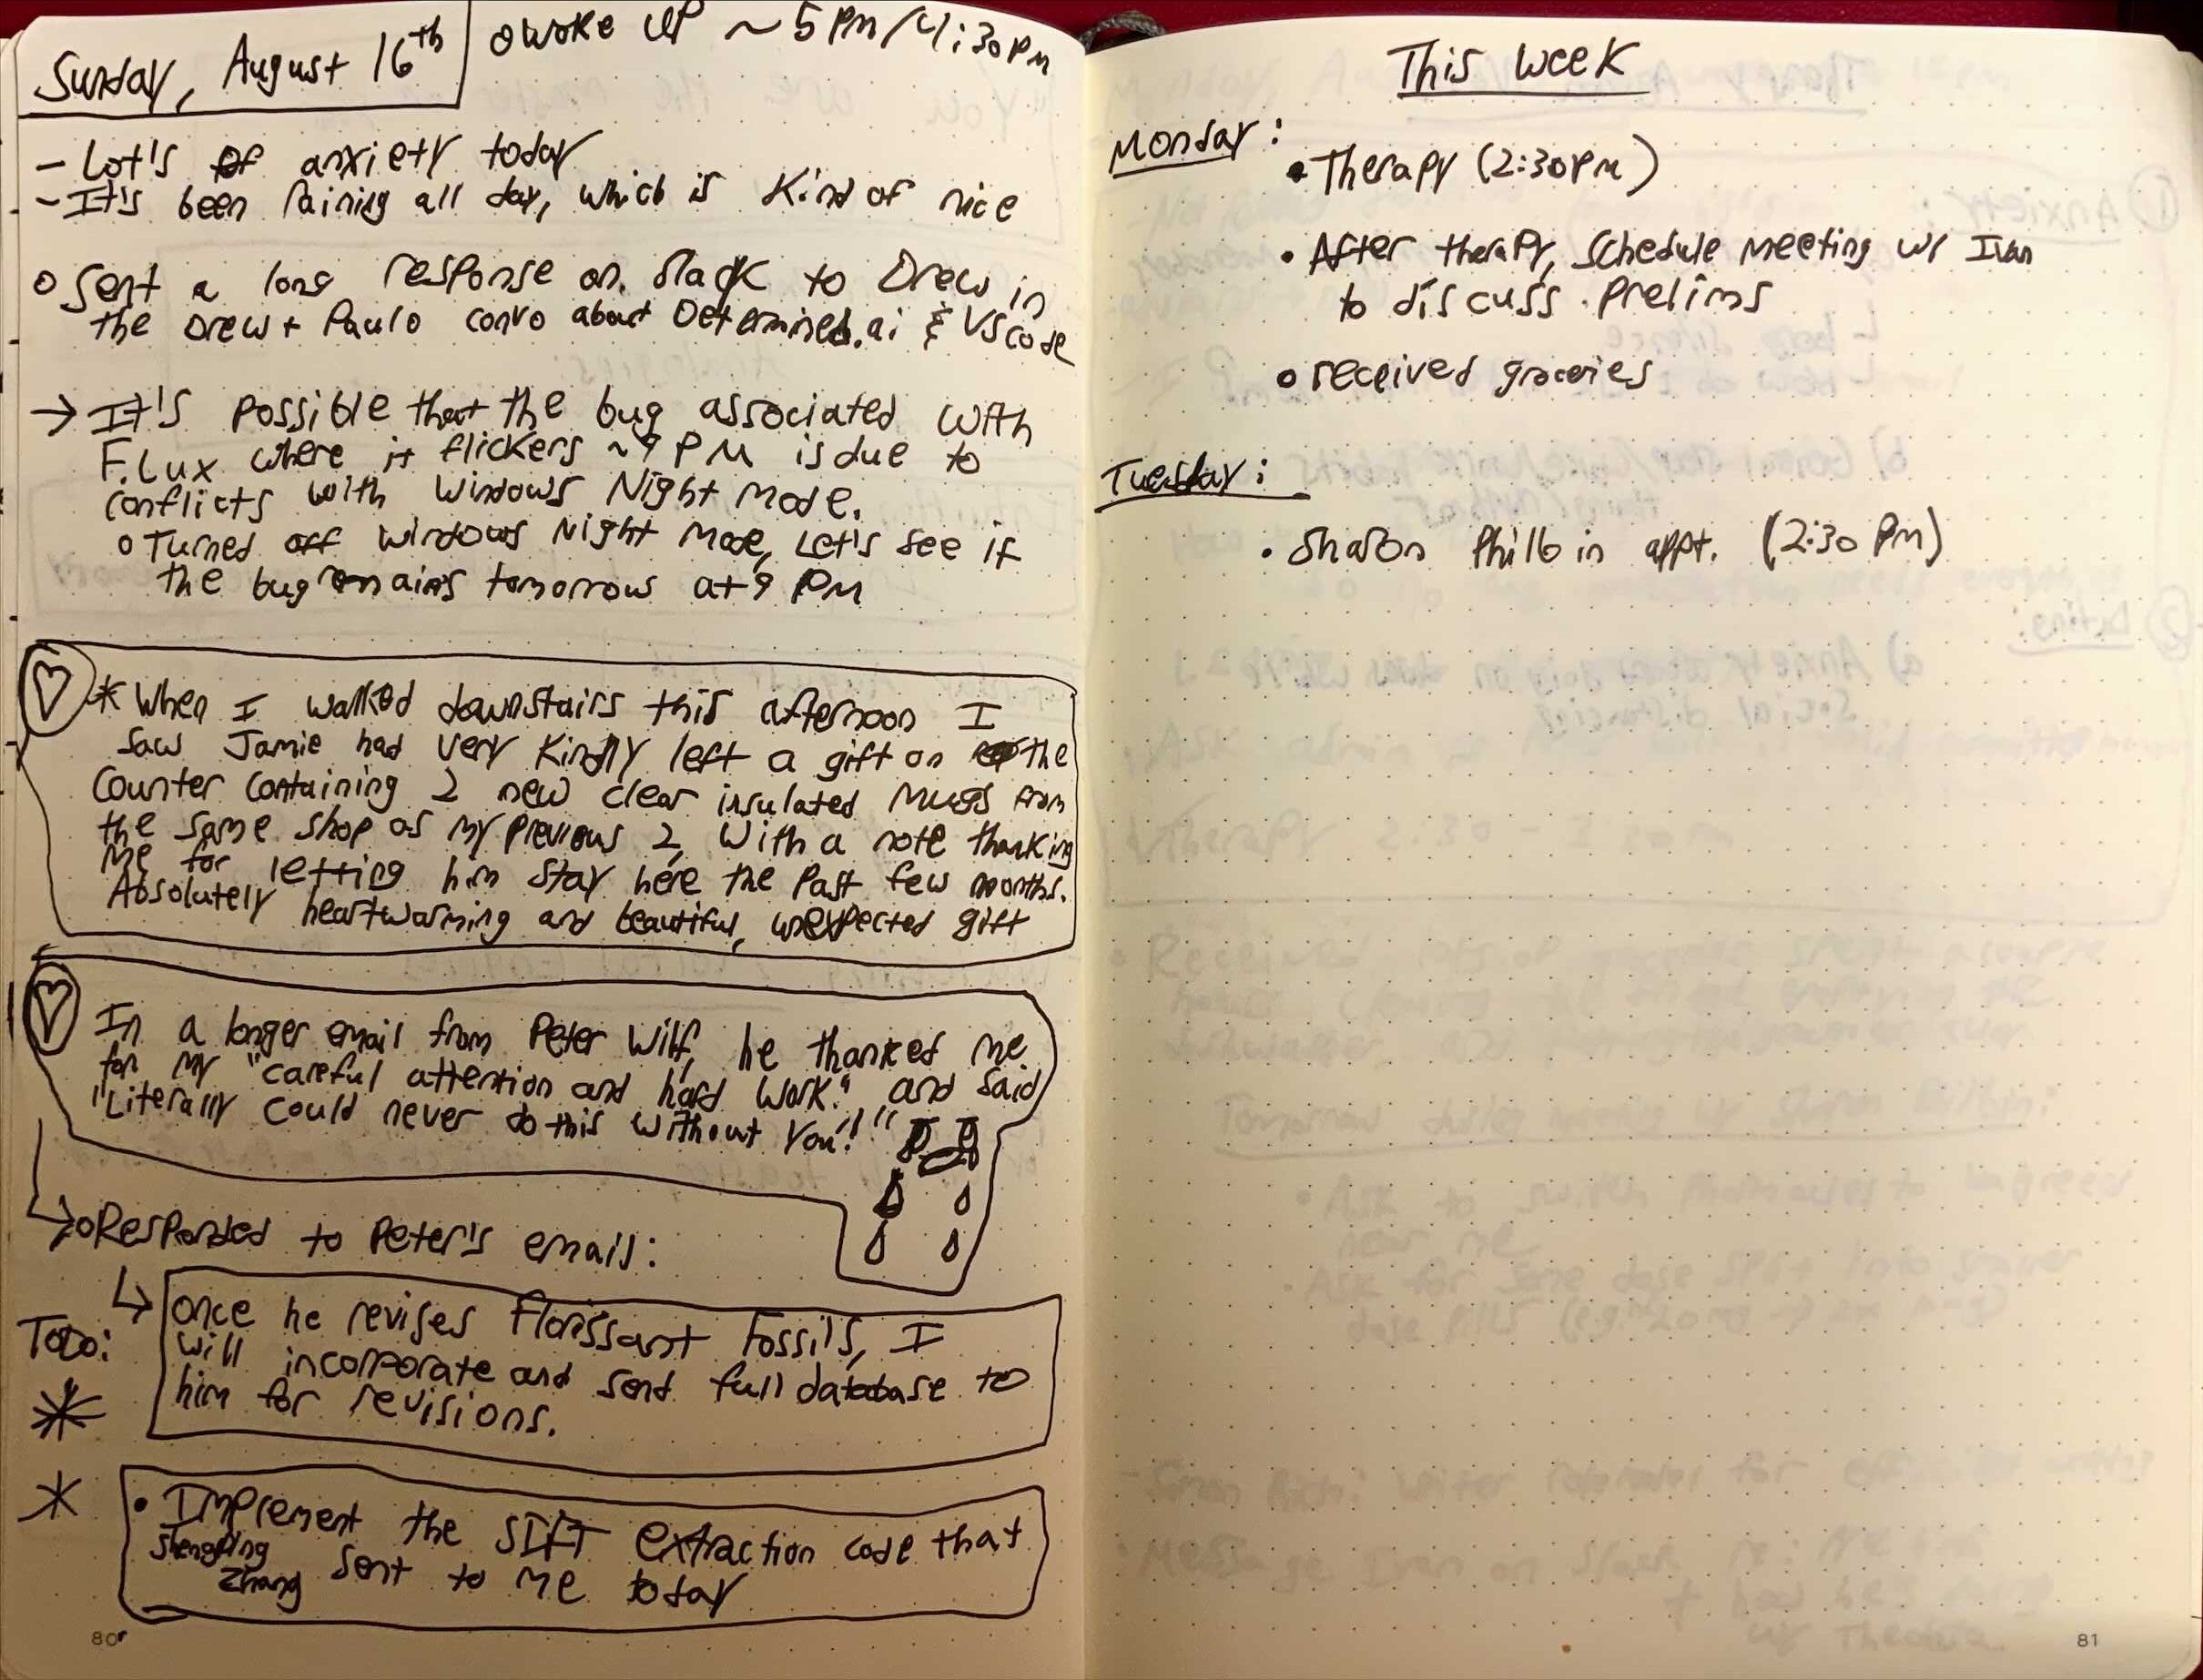 Sunday, August 16th
o woke up ~ 5 pm/4:30pm
- Lot's of anxiety today
- It's been raining all day, which is kind of nice
o Sent a long response on Slack to Drew in
the Drew + Paulo convo about Determined.ai & VScode
→ It's possible that the bug associated with
F.lux where it flickers ~9 PM is due to
conflicts with Windows Night Mode.
o Turned off windows Night Mode, Let's see if
the bug remains tomorrow at 9 PM
♡ * When I walked downstairs this afternoon I
saw Jamie had very kindly left a gift on the
counter containing 2 new clear insulated mugs from
the same shop as my previous 2, with a note thanking
me for letting him stay here the past few months.
Absolutely heartwarming and beautiful, unexpected gift
♡ In a longer email from Peter Wilf, he thanked me
for my "careful attention and hard work." and said
"Literally could never do this without you!"
↳ o Responded to Peter's email:
↳ once he revises Florissant Fossils, I
Todo: will incorporate and send full database to
* him for revisions.
* • Implement the SIFT extraction code that
Shengping Zhang sent to me today
80
This week
Monday:
• Therapy (2:30pm)
• After therapy, schedule meeting w/ Ivan
to discuss prelims
o received groceries
Tuesday:
• Sharon Philbin appt. (2:30 pm)
81